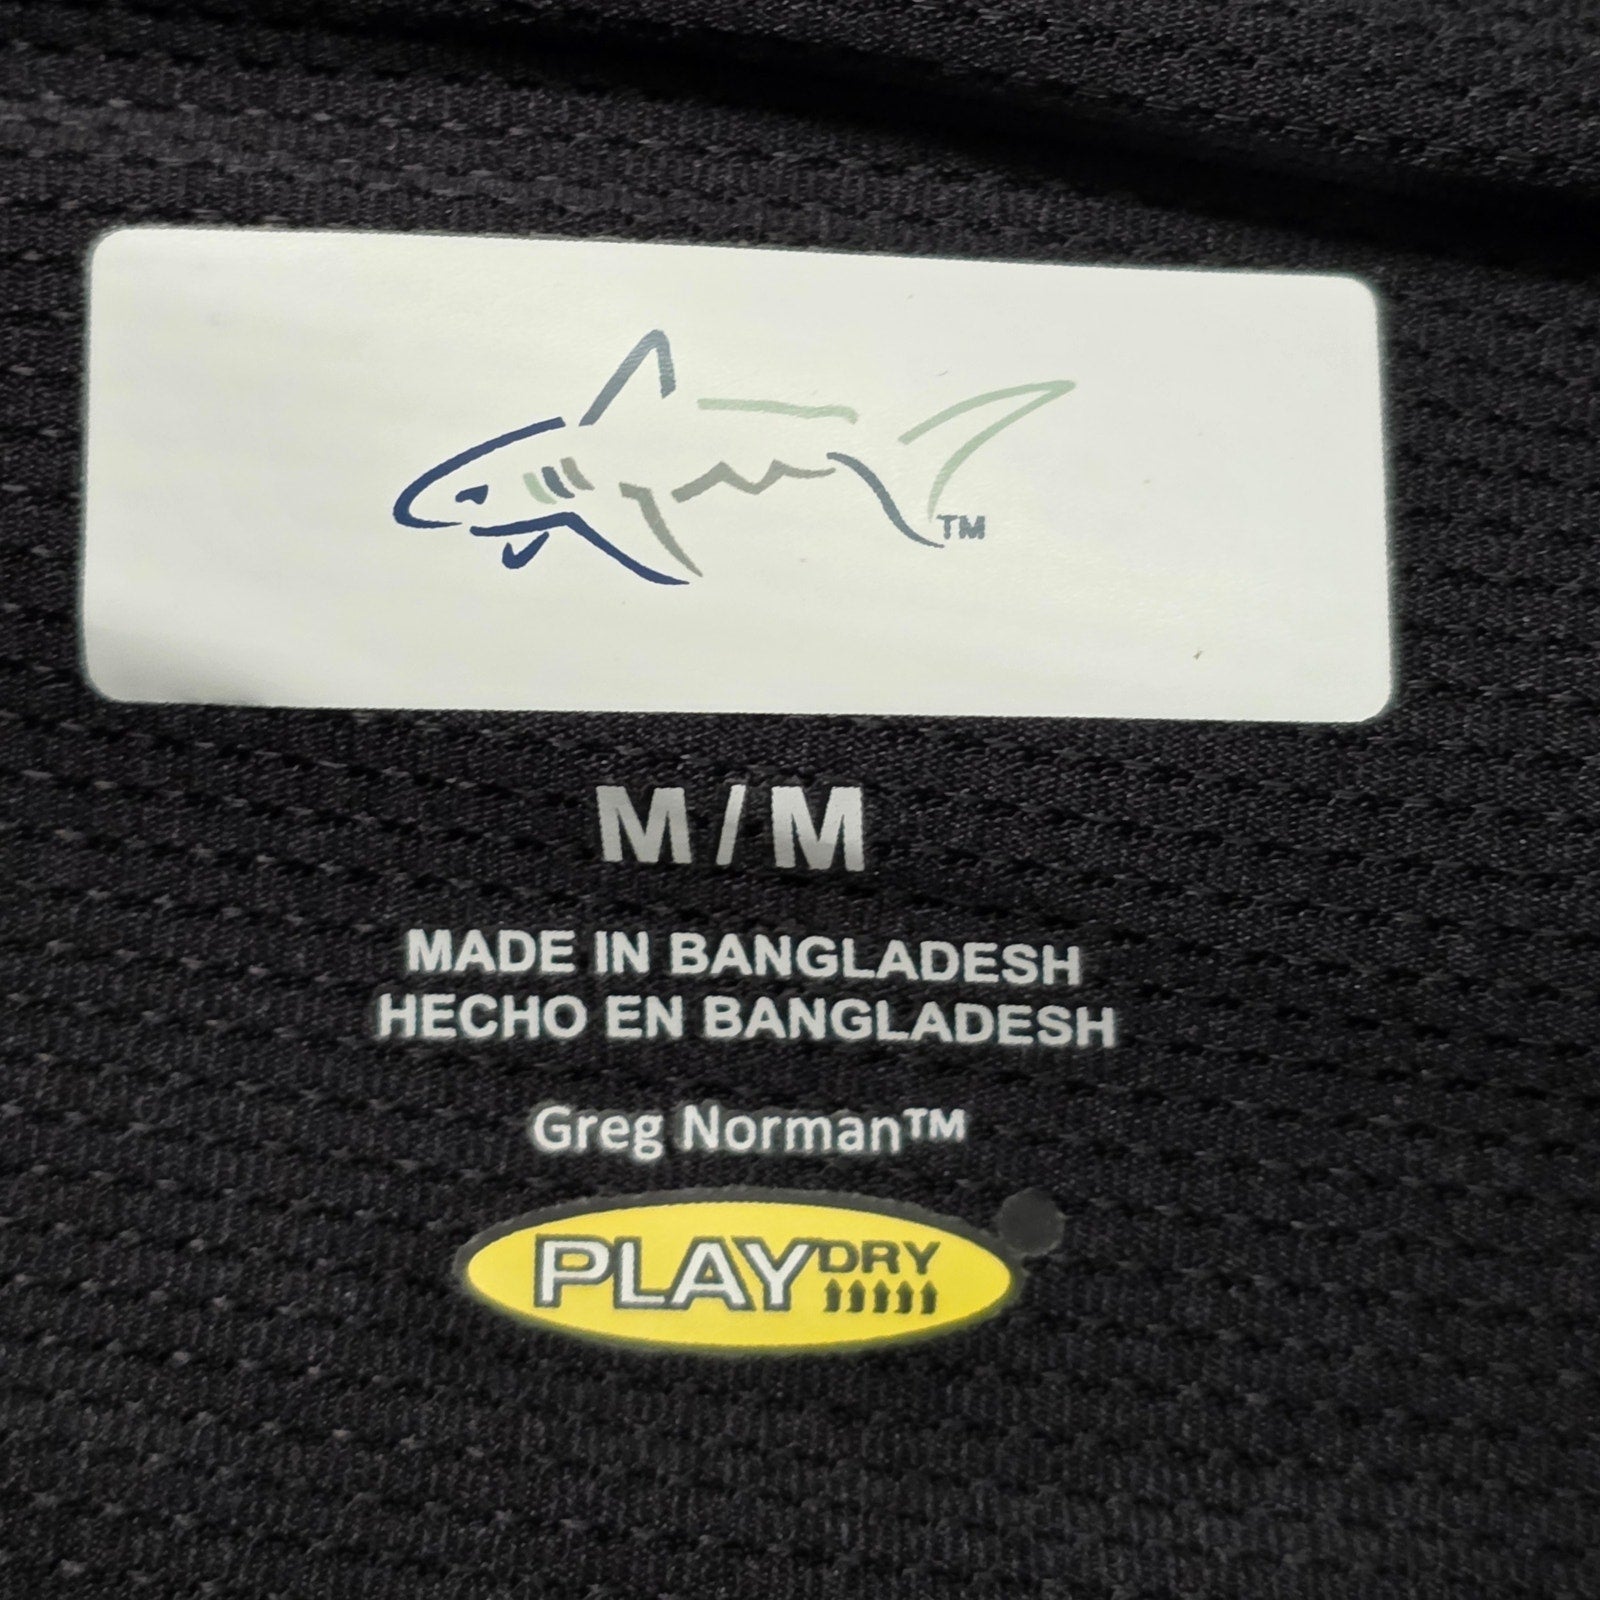 TM
M/M
MADE IN BANGLADESH
HECHO EN BANGLADESH
Greg Norman™
PLAYDRY